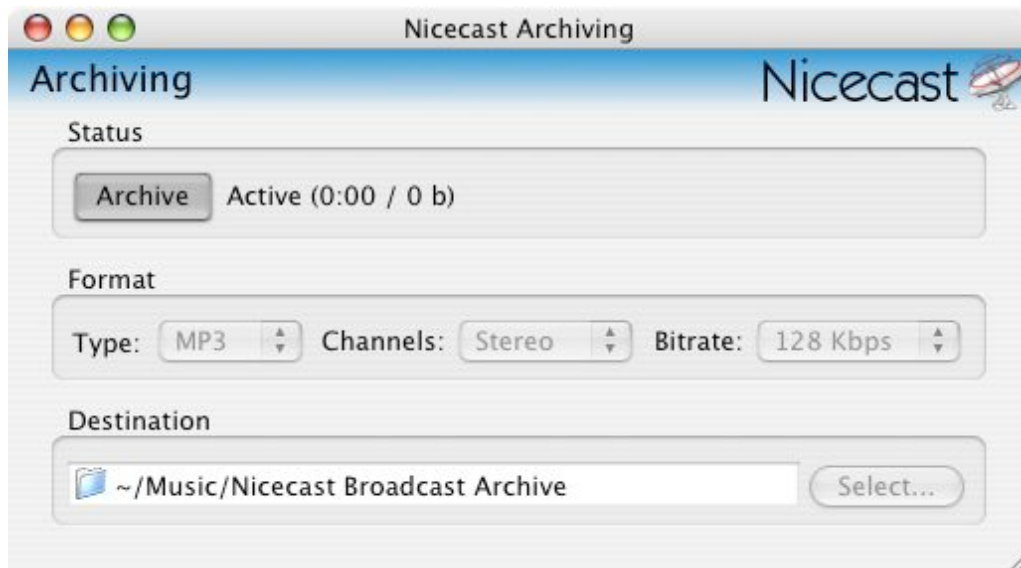 Nicecast Archiving
Archiving Nicecast
Status
Archive Active (0:00 / 0 b)
Format
Type: MP3 Channels: Stereo Bitrate: 128 Kbps
Destination
~/Music/Nicecast Broadcast Archive Select...